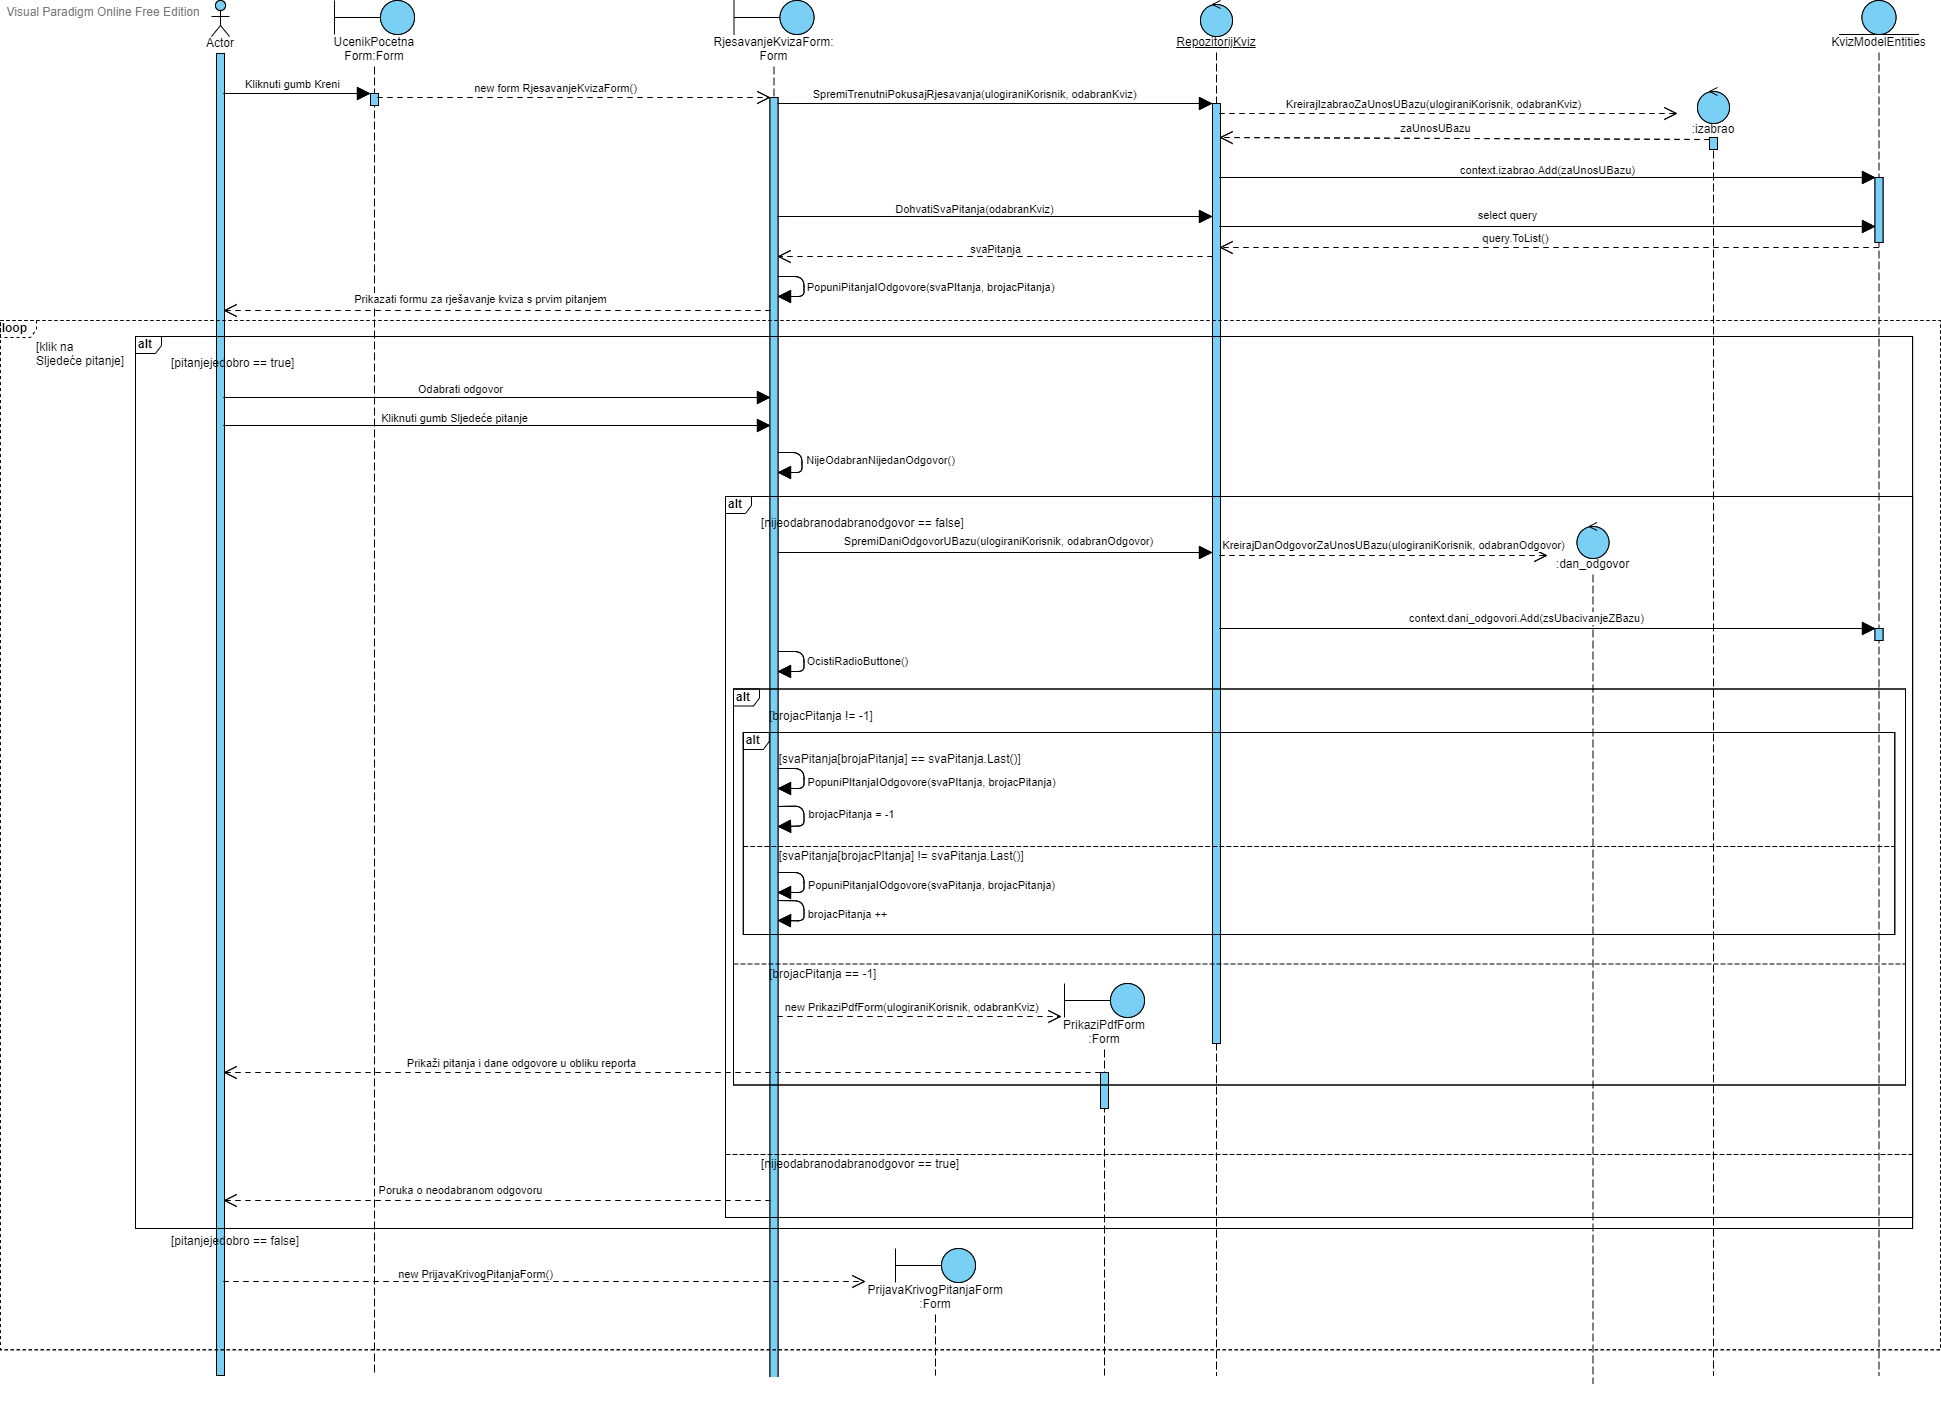 Visual Paradigm Online Free Edition
Actor
UcenikPocetna
Form:Form
RjesavanjeKvizaForm:
Form
RepozitorijKviz
KvizModelEntities
Kliknuti gumb Kreni
new form RjesavanjeKvizaForm()
SpremiTrenutniPokusajRjesavanja(ulogiraniKorisnik, odabranKviz)
KreirajIzabraoZaUnosUBazu(ulogiraniKorisnik, odabranKviz)
:izabrao
zaUnosUBazu
context.izabrao.Add(zaUnosUBazu)
DohvatiSvaPitanja(odabranKviz)
select query
query.ToList()
svaPitanja
PopuniPitanjaIOdgovore(svaPItanja, brojacPitanja)
Prikazati formu za rješavanje kviza s prvim pitanjem
loop
[klik na
Sljedeće pitanje]
alt
[pitanjejedobro == true]
Odabrati odgovor
Kliknuti gumb Sljedeće pitanje
NijeOdabranNijedanOdgovor()
alt
[nijeodabranodabranodgovor == false]
SpremiDaniOdgovorUBazu(ulogiraniKorisnik, odabranOdgovor)
KreirajDanOdgovorZaUnosUBazu(ulogiraniKorisnik, odabranOdgovor)
:dan_odgovor
context.dani_odgovori.Add(zsUbacivanjeZBazu)
OcistiRadioButtone()
alt
[brojacPitanja != -1]
alt
[svaPitanja[brojaPitanja] == svaPitanja.Last()]
PopuniPItanjaIOdgovore(svaPItanja, brojacPitanja)
brojacPitanja = -1
[svaPitanja[brojacPItanja] != svaPitanja.Last()]
PopuniPitanjaIOdgovore(svaPitanja, brojacPitanja)
brojacPitanja ++
[brojacPitanja == -1]
new PrikaziPdfForm(ulogiraniKorisnik, odabranKviz)
PrikaziPdfForm
:Form
Prikaži pitanja i dane odgovore u obliku reporta
[nijeodabranodabranodgovor == true]
Poruka o neodabranom odgovoru
[pitanjejedobro == false]
new PrijavaKrivogPitanjaForm()
PrijavaKrivogPitanjaForm
:Form